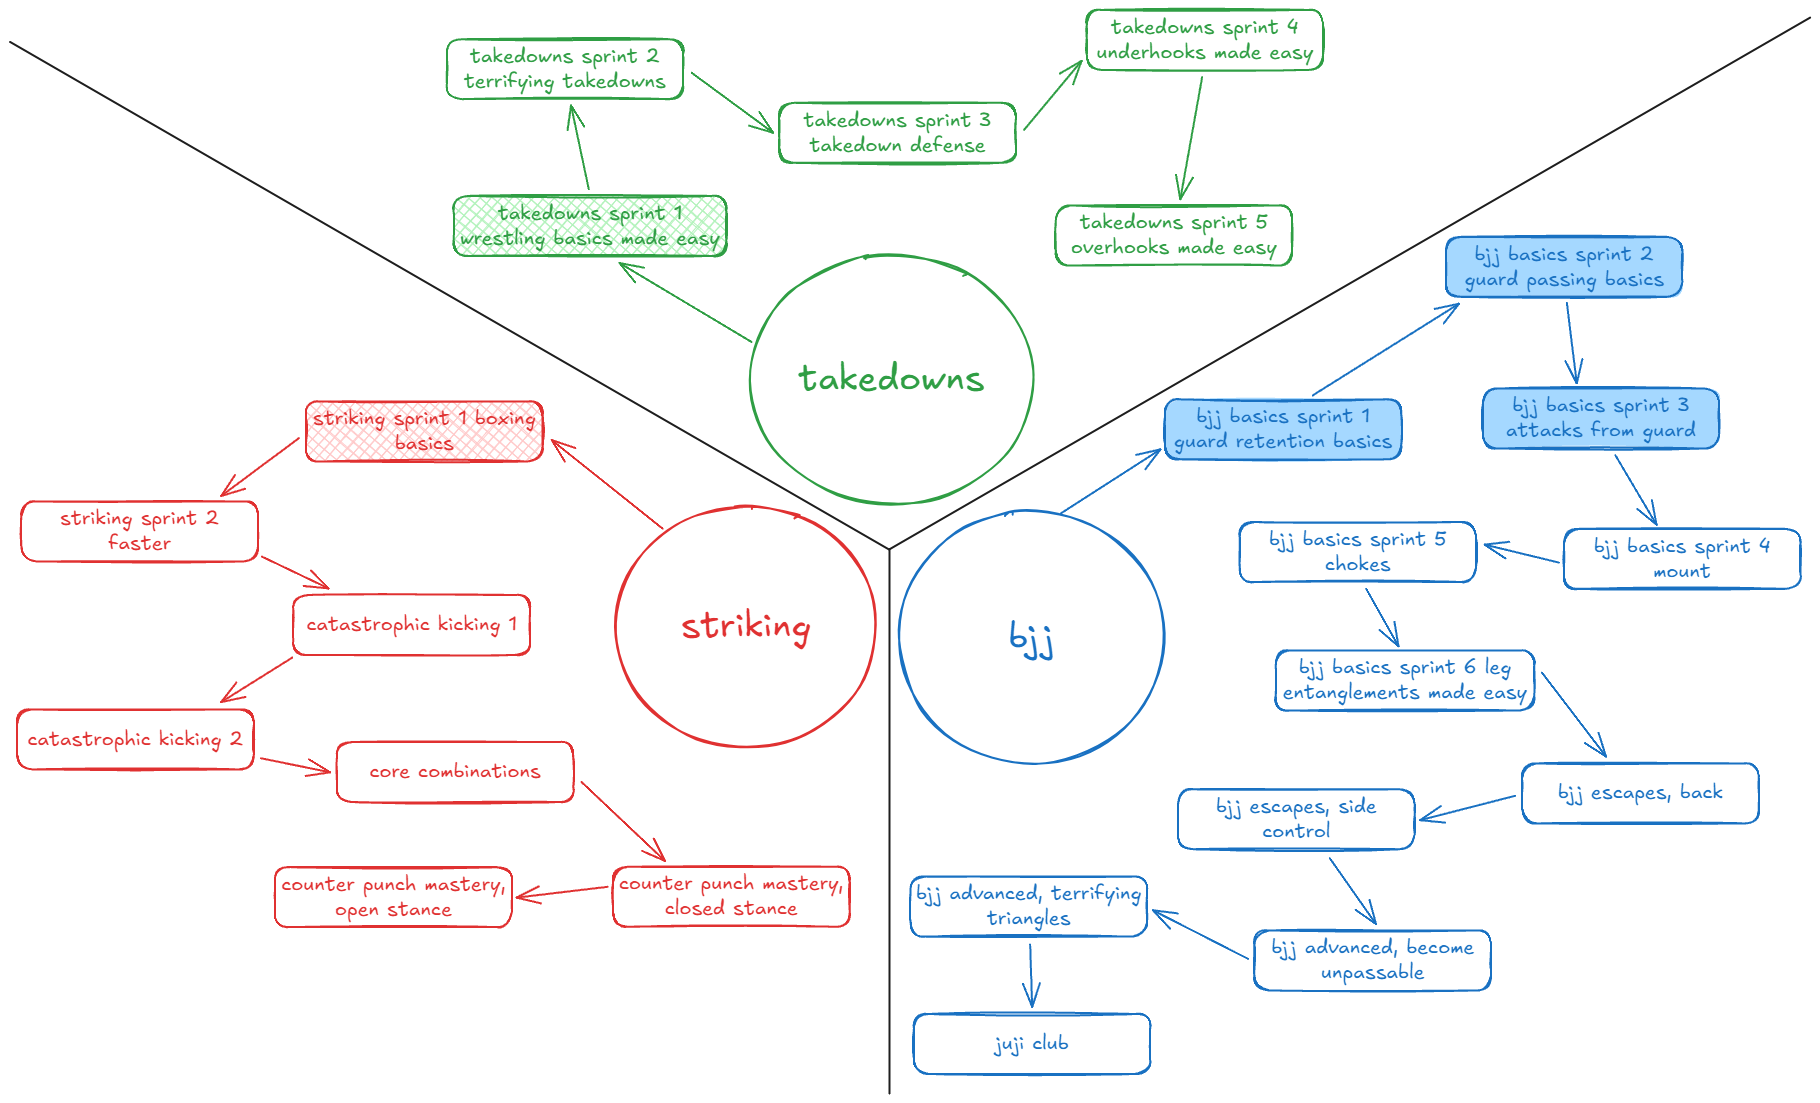 takedowns sprint 4
underhooks made easy
takedowns sprint 2
terrifying takedowns
takedowns sprint 3
takedown defense
takedowns sprint 1
wrestling basics made easy
takedowns sprint 5
overhooks made easy
takedowns
striking sprint 1 boxing
basics
striking sprint 2
faster
catastrophic kicking 1
catastrophic kicking 2
core combinations
counter punch mastery,
closed stance
counter punch mastery,
open stance
striking
bjj
bjj basics sprint 1
guard retention basics
bjj basics sprint 2
guard passing basics
bjj basics sprint 3
attacks from guard
bjj basics sprint 4
mount
bjj basics sprint 5
chokes
bjj basics sprint 6 leg
entanglements made easy
bjj escapes, back
bjj escapes, side
control
bjj advanced, become
unpassable
bjj advanced, terrifying
triangles
juji club